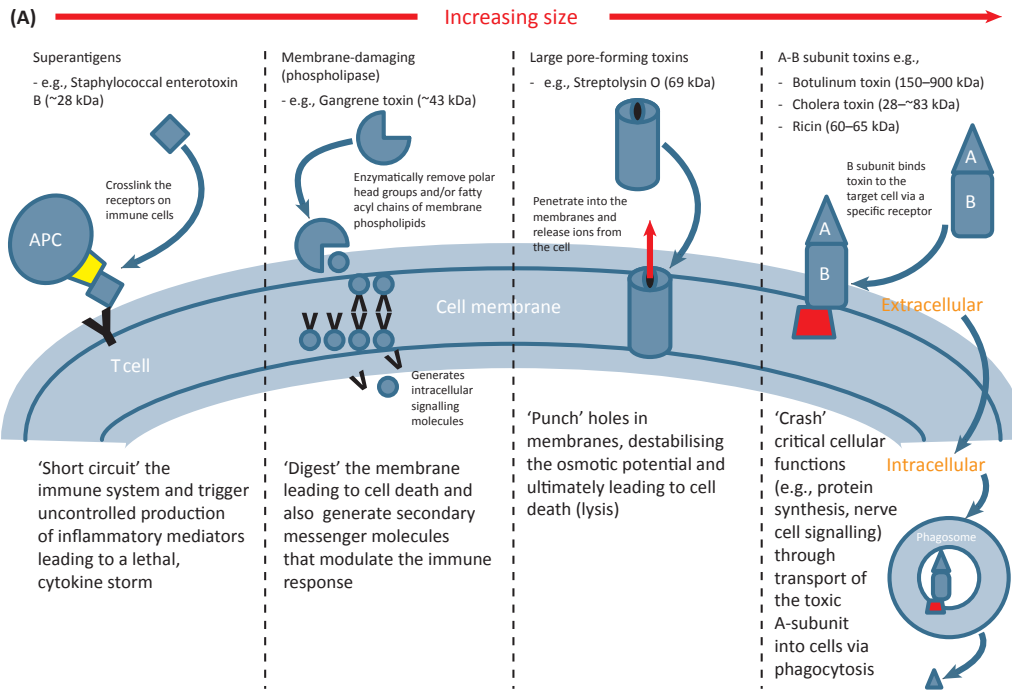 (A)
Increasing size
Superantigens
- e.g., Staphylococcal enterotoxin
B (~28 kDa)
Crosslink the
receptors on
immune cells
APC
T cell
'Short circuit' the
immune system and trigger
uncontrolled production
of inflammatory mediators
leading to a lethal,
cytokine storm
Membrane-damaging
(phospholipase)
- e.g., Gangrene toxin (~43 kDa)
Enzymatically remove polar
head groups and/or fatty
acyl chains of membrane
phospholipids
Cell membrane
Generates
intracellular
signalling
molecules
'Digest' the membrane
leading to cell death and
also generate secondary
messenger molecules
that modulate the immune
response
Large pore-forming toxins
- e.g., Streptolysin O (69 kDa)
Penetrate into the
membranes and
release ions from
the cell
'Punch' holes in
membranes, destabilising
the osmotic potential and
ultimately leading to cell
death (lysis)
A-B subunit toxins e.g.,
- Botulinum toxin (150–900 kDa)
- Cholera toxin (28–~83 kDa)
- Ricin (60–65 kDa)
B subunit binds
toxin to the
target cell via a
specific receptor
A
B
A
B
Extracellular
Intracellular
Phagosome
'Crash'
critical cellular
functions
(e.g., protein
synthesis, nerve
cell signalling)
through
transport of
the toxic
A-subunit
into cells via
phagocytosis